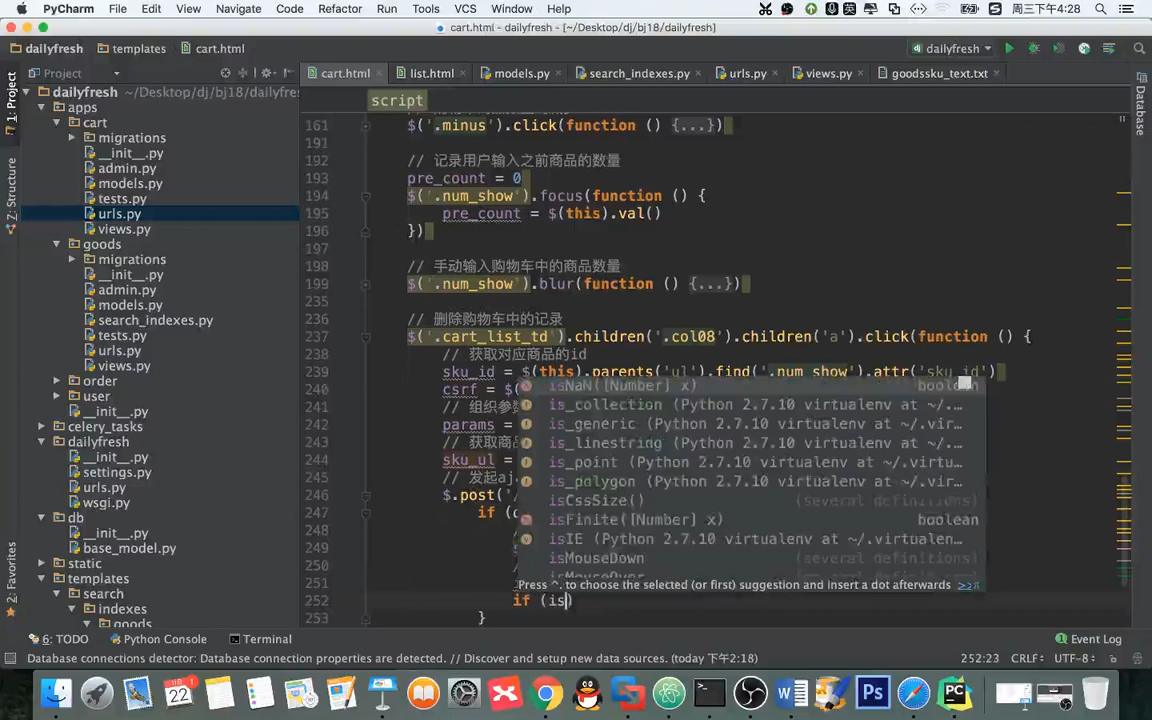 PyCharm File Edit View Navigate Code Refactor Run Tools VCS Window Help 周三下午4:28
cart.html - dailyfresh - [~/Desktop/dj/bj18/dailyfresh]
dailyfresh templates cart.html dailyfresh
Project cart.html list.html models.py search_indexes.py urls.py views.py goodssku_text.txt
1: Project
Z: Structure
2: Favorites
Database
dailyfresh ~/Desktop/dj/bj18/dailyfres
apps
cart
migrations
__init__.py
admin.py
models.py
tests.py
urls.py
views.py
goods
migrations
__init__.py
admin.py
models.py
search_indexes.py
tests.py
urls.py
views.py
order
user
__init__.py
celery_tasks
dailyfresh
__init__.py
settings.py
urls.py
wsgi.py
db
__init__.py
base_model.py
static
templates
search
indexes
goods
script
161 $('.minus').click(function () {...})
191
192 // 记录用户输入之前商品的数量
193 pre_count = 0
194 $('.num_show').focus(function () {
195 pre_count = $(this).val()
196 })
197
198 // 手动输入购物车中的商品数量
199 $('.num_show').blur(function () {...})
235
236 // 删除购物车中的记录
237 $('.cart_list_td').children('.col08').children('a').click(function () {
238 // 获取对应商品的id
239 sku_id = $(this).parents('ul').find('.num_show').attr('sku_id')
240 csrf = $(
241 // 组织参
242 params =
243 // 获取商
244 sku_ul =
245 // 发起aj
246 $.post('/
247 if (
248
249
250
251
252 if (is)
253 }
isNaN([Number] x) boolean
is_collection (Python 2.7.10 virtualenv at ~/...
is_generic (Python 2.7.10 virtualenv at ~/.vir…
is_linestring (Python 2.7.10 virtualenv at ~/.…
is_point (Python 2.7.10 virtualenv at ~/.virtu…
is_polygon (Python 2.7.10 virtualenv at ~/.vir…
isCssSize() (several definitions)
isFinite([Number] x) boolean
isIE (Python 2.7.10 virtualenv at ~/.virtualen…
isMouseDown (several definitions)
Press ^. to choose the selected (or first) suggestion and insert a dot afterwards >>
6: TODO Python Console Terminal Event Log
Database connections detector: Database connection properties are detected. // Discover and setup new data sources. (today 下午2:18) 252:23 CRLF÷ UTF-8÷